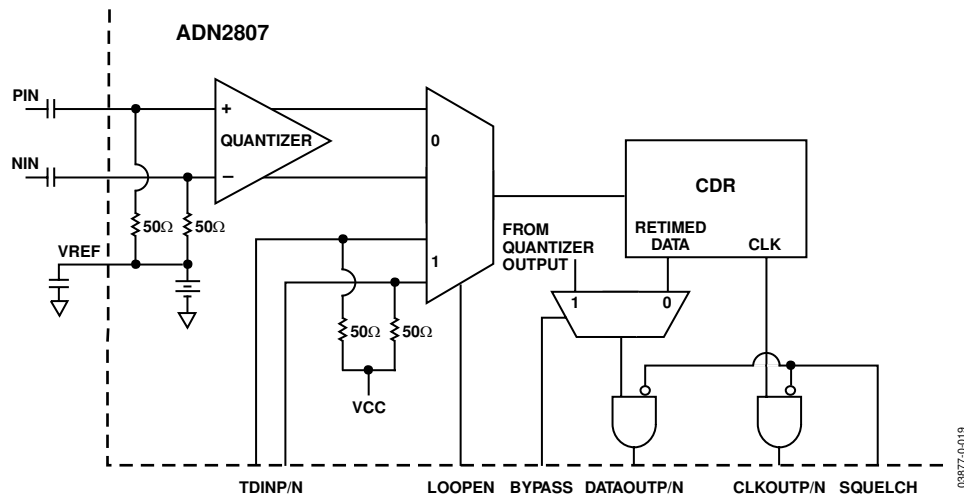 ADN2807
PIN
+
QUANTIZER
NIN
−
50Ω 50Ω
VREF
0
1
50Ω 50Ω
VCC
CDR
RETIMED
DATA
CLK
FROM
QUANTIZER
OUTPUT
1 0
TDINP/N LOOPEN BYPASS DATAOUTP/N CLKOUTP/N SQUELCH
03877-0-019